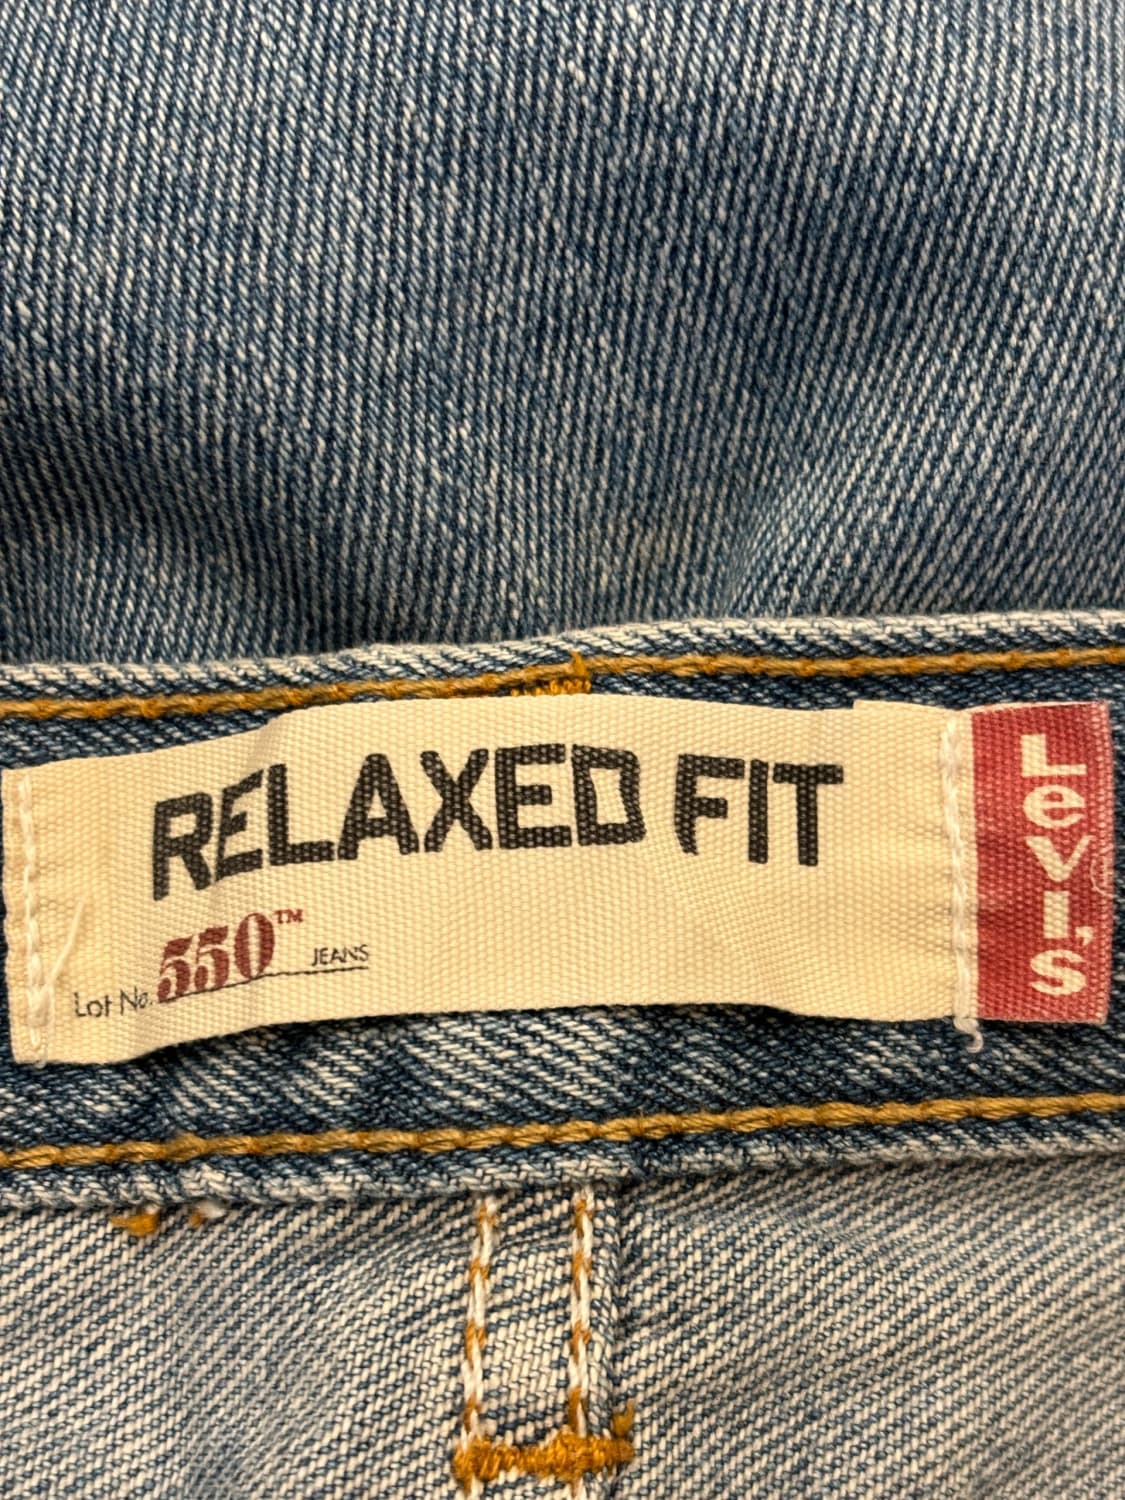 RELAXED FIT
Lot No. 550™ JEANS
Levi's